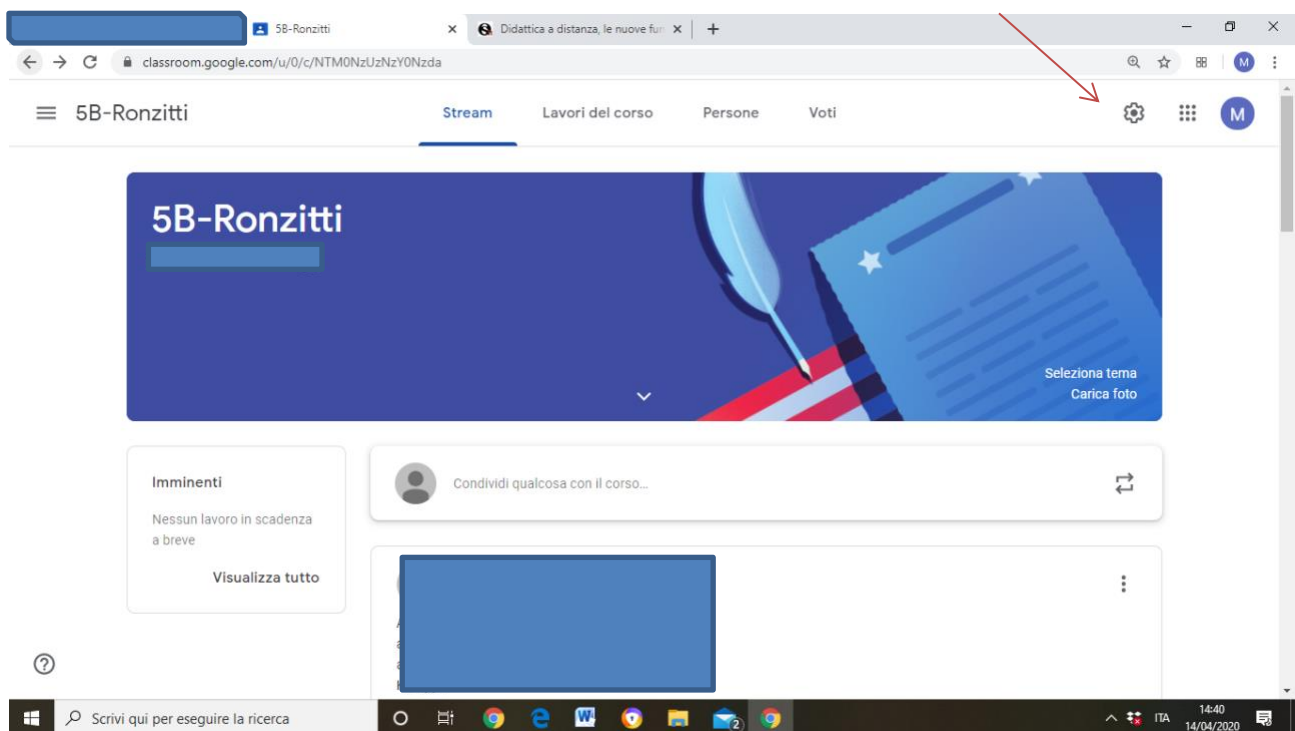 5B-Ronzitti
Didattica a distanza, le nuove fun
classroom.google.com/u/0/c/NTM0NzUzNzY0Nzda
M
5B-Ronzitti
Stream
Lavori del corso
Persone
Voti
M
5B-Ronzitti
Seleziona tema
Carica foto
Imminenti
Nessun lavoro in scadenza
a breve
Visualizza tutto
Condividi qualcosa con il corso...
Scrivi qui per eseguire la ricerca
W
2
ITA
14:40
14/04/2020